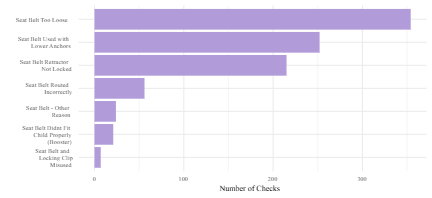 Seat Belt Too Loose
Seat Belt Used with
Lower Anchors
Seat Belt Retractor
Not Locked
Seat Belt Routed
Incorrectly
Seat Belt - Other
Reason
Seat Belt Didnt Fit
Child Properly
(Booster)
Seat Belt and
Locking Clip
Misused
0
100
200
300
Number of Checks